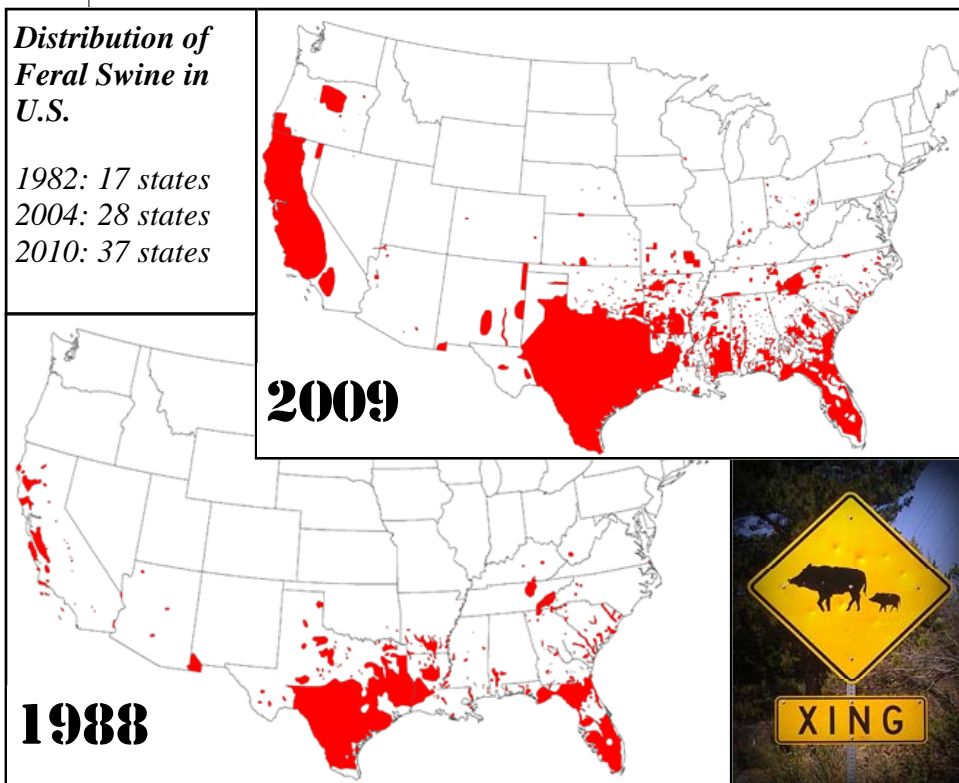 Distribution of
Feral Swine in
U.S.
1982: 17 states
2004: 28 states
2010: 37 states
2009
1988
XING